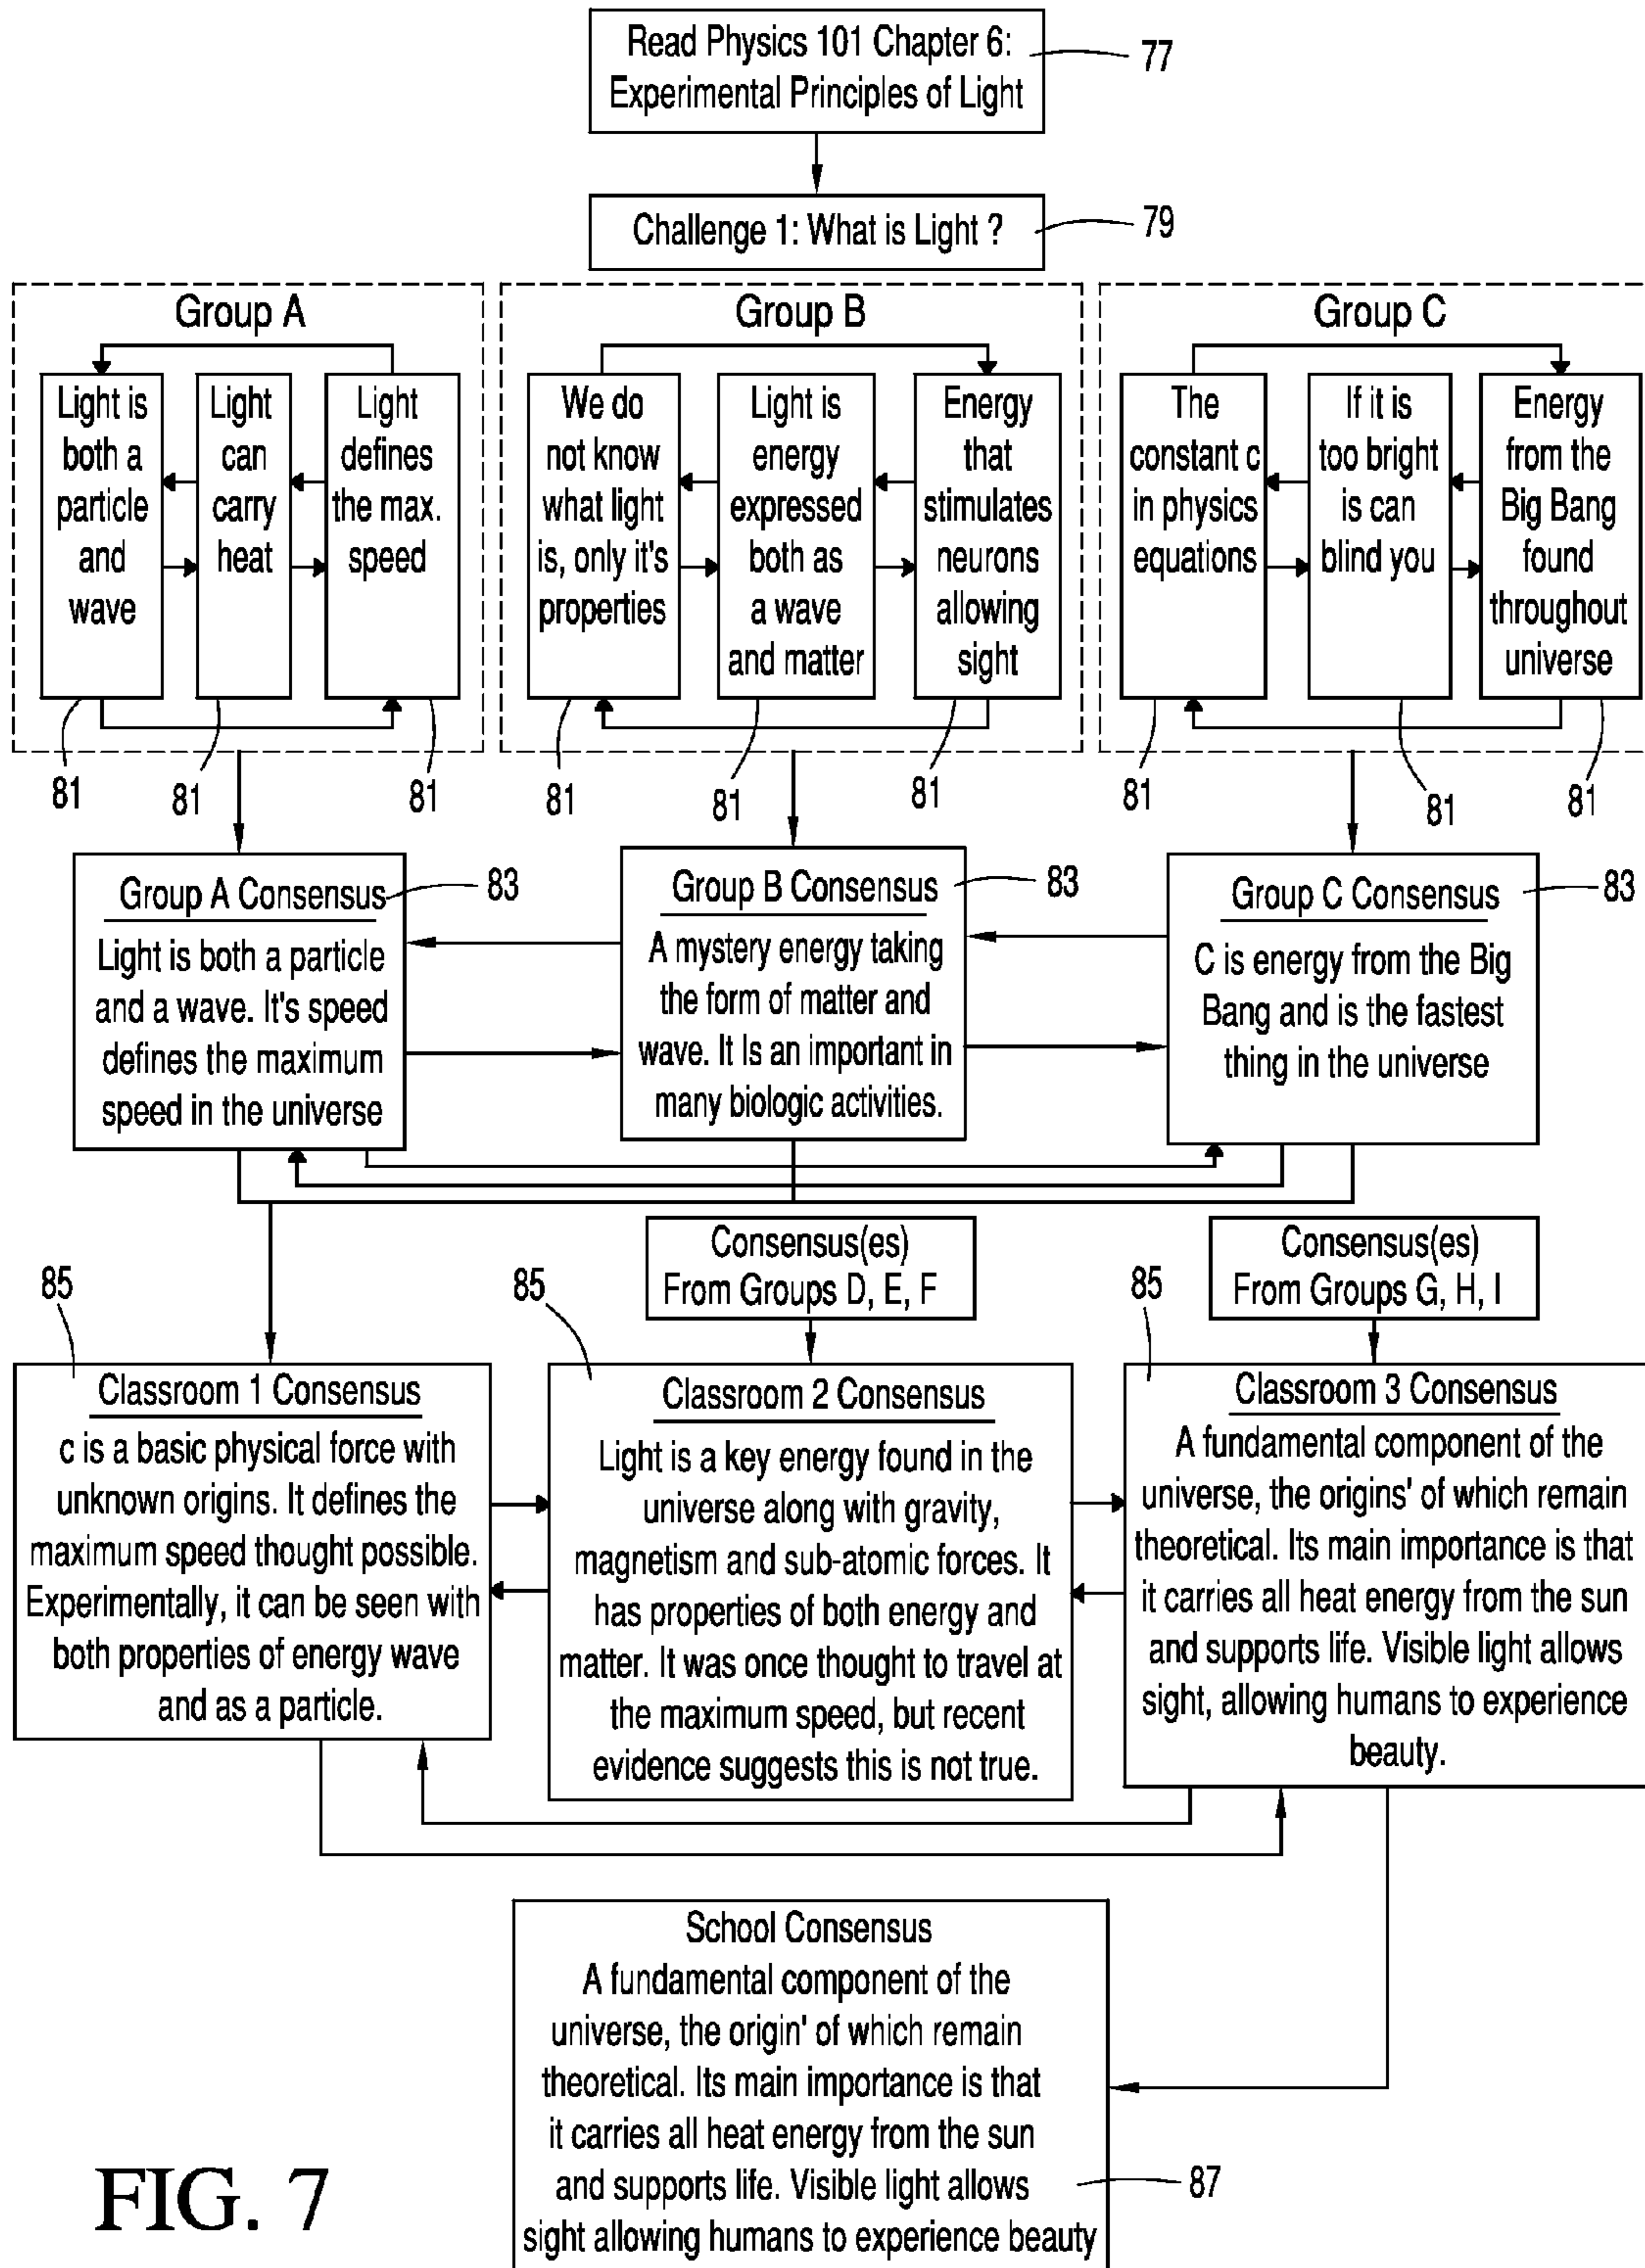 Read Physics 101 Chapter 6:
Experimental Principles of Light
77
Challenge 1: What is Light ?
79
Group A
Light is
both a
particle
and
wave
Light
can
carry
heat
Light
defines
the max.
speed
81
81
81
Group B
We do
not know
what light
is, only it's
properties
Light is
energy
expressed
both as
a wave
and matter
Energy
that
stimulates
neurons
allowing
sight
81
81
81
Group C
The
constant c
in physics
equations
If it is
too bright
is can
blind you
Energy
from the
Big Bang
found
throughout
universe
81
81
81
Group A Consensus
83
Light is both a particle
and a wave. It's speed
defines the maximum
speed in the universe
Group B Consensus
83
A mystery energy taking
the form of matter and
wave. It Is an important in
many biologic activities.
Group C Consensus
83
C is energy from the Big
Bang and is the fastest
thing in the universe
Consensus(es)
From Groups D, E, F
Consensus(es)
From Groups G, H, I
85
Classroom 1 Consensus
c is a basic physical force with
unknown origins. It defines the
maximum speed thought possible.
Experimentally, it can be seen with
both properties of energy wave
and as a particle.
85
Classroom 2 Consensus
Light is a key energy found in the
universe along with gravity,
magnetism and sub-atomic forces. It
has properties of both energy and
matter. It was once thought to travel at
the maximum speed, but recent
evidence suggests this is not true.
85
Classroom 3 Consensus
A fundamental component of the
universe, the origins' of which remain
theoretical. Its main importance is that
it carries all heat energy from the sun
and supports life. Visible light allows
sight, allowing humans to experience
beauty.
School Consensus
A fundamental component of the
universe, the origin' of which remain
theoretical. Its main importance is that
it carries all heat energy from the sun
and supports life. Visible light allows
sight allowing humans to experience beauty
87
FIG. 7